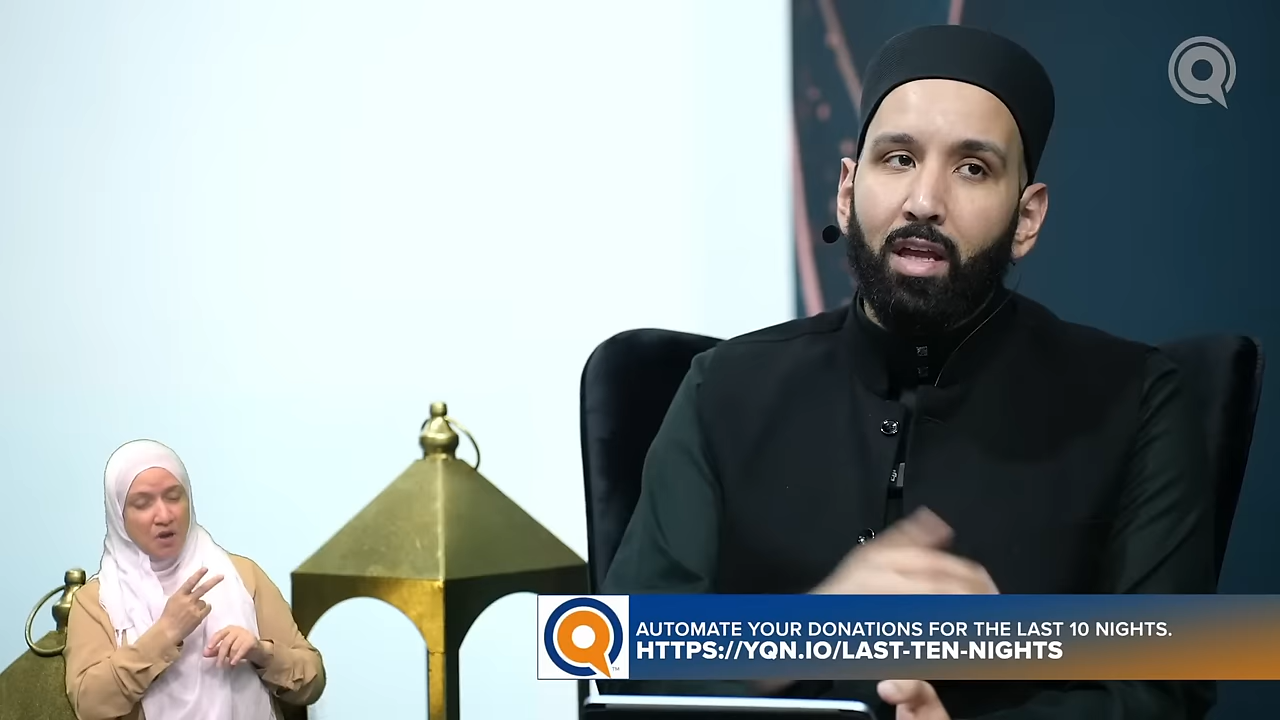 AUTOMATE YOUR DONATIONS FOR THE LAST 10 NIGHTS.
HTTPS://YQN.IO/LAST-TEN-NIGHTS